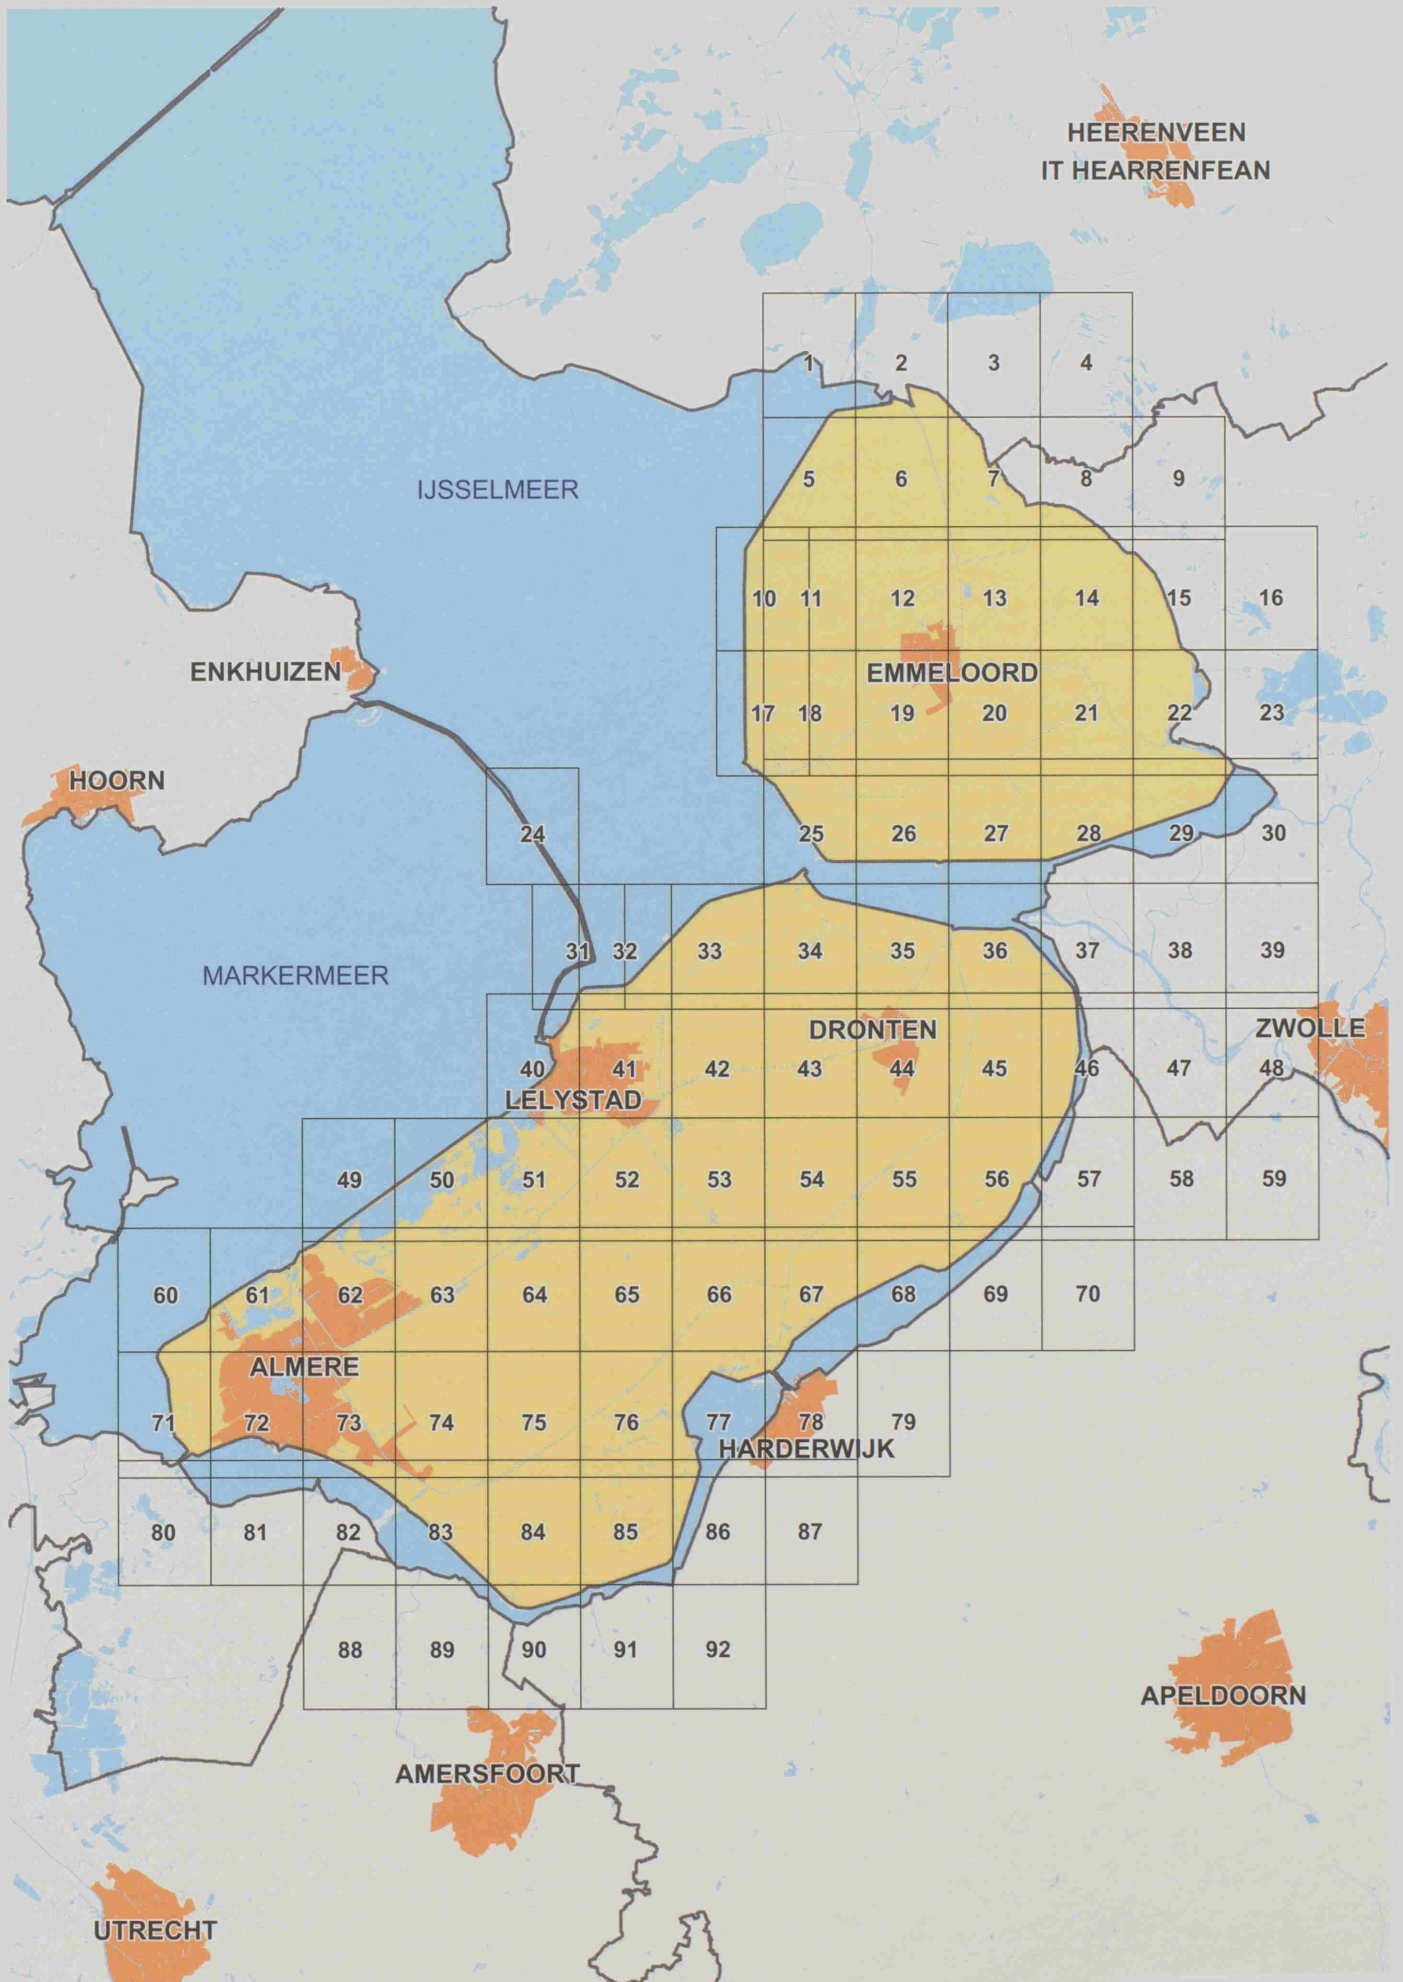 HEERENVEEN
IT HEARRENFEAN
1 2 3 4
IJSSELMEER
5 6 7 8 9
10 11 12 13 14 15 16
ENKHUIZEN
EMMELOORD
17 18 19 20 21 22 23
HOORN
24
25 26 27 28 29 30
MARKERMEER
31 32 33 34 35 36 37 38 39
DRONTEN
ZWOLLE
40 41 42 43 44 45 46 47 48
LELYSTAD
49 50 51 52 53 54 55 56 57 58 59
60 61 62 63 64 65 66 67 68 69 70
ALMERE
71 72 73 74 75 76 77 78 79
HARDERWIJK
80 81 82 83 84 85 86 87
88 89 90 91 92
APELDOORN
AMERSFOORT
UTRECHT